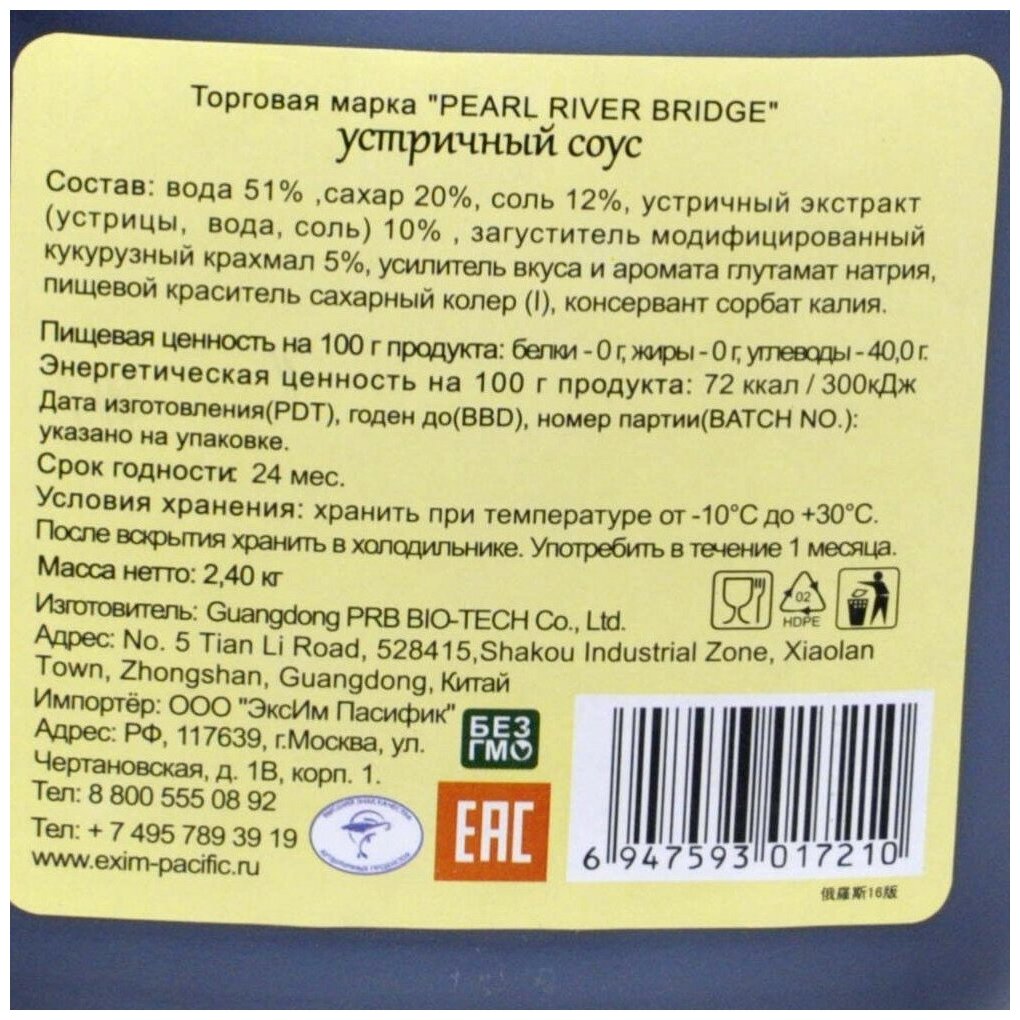 Торговая марка "PEARL RIVER BRIDGE"
устричный соус
Состав: вода 51% ,сахар 20%, соль 12%, устричный экстракт
(устрицы, вода, соль) 10% , загуститель модифицированный
кукурузный крахмал 5%, усилитель вкуса и аромата глутамат натрия,
пищевой краситель сахарный колер (I), консервант сорбат калия.
Пищевая ценность на 100 г продукта: белки - 0 г, жиры - 0 г, углеводы - 40,0 г.
Энергетическая ценность на 100 г продукта: 72 ккал / 300кДж
Дата изготовления(PDT), годен до(BBD), номер партии(BATCH NO.):
указано на упаковке.
Срок годности: 24 мес.
Условия хранения: хранить при температуре от -10°C до +30°C.
После вскрытия хранить в холодильнике. Употребить в течение 1 месяца.
Масса нетто: 2,40 кг
02
HDPE
Изготовитель: Guangdong PRB BIO-TECH Co., Ltd.
Адрес: No. 5 Tian Li Road, 528415,Shakou Industrial Zone, Xiaolan
Town, Zhongshan, Guangdong, Китай
Импортёр: ООО "ЭксИм Пасифик"
Адрес: РФ, 117639, г.Москва, ул.
Чертановская, д. 1В, корп. 1.
Тел: 8 800 555 08 92
Тел: + 7 495 789 39 19
www.exim-pacific.ru
БЕЗ
ГМО
EAC
6 947593 017210
俄羅斯16版